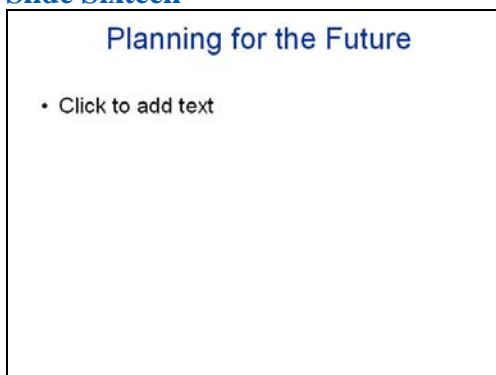 Slide Sixteen
Planning for the Future
• Click to add text